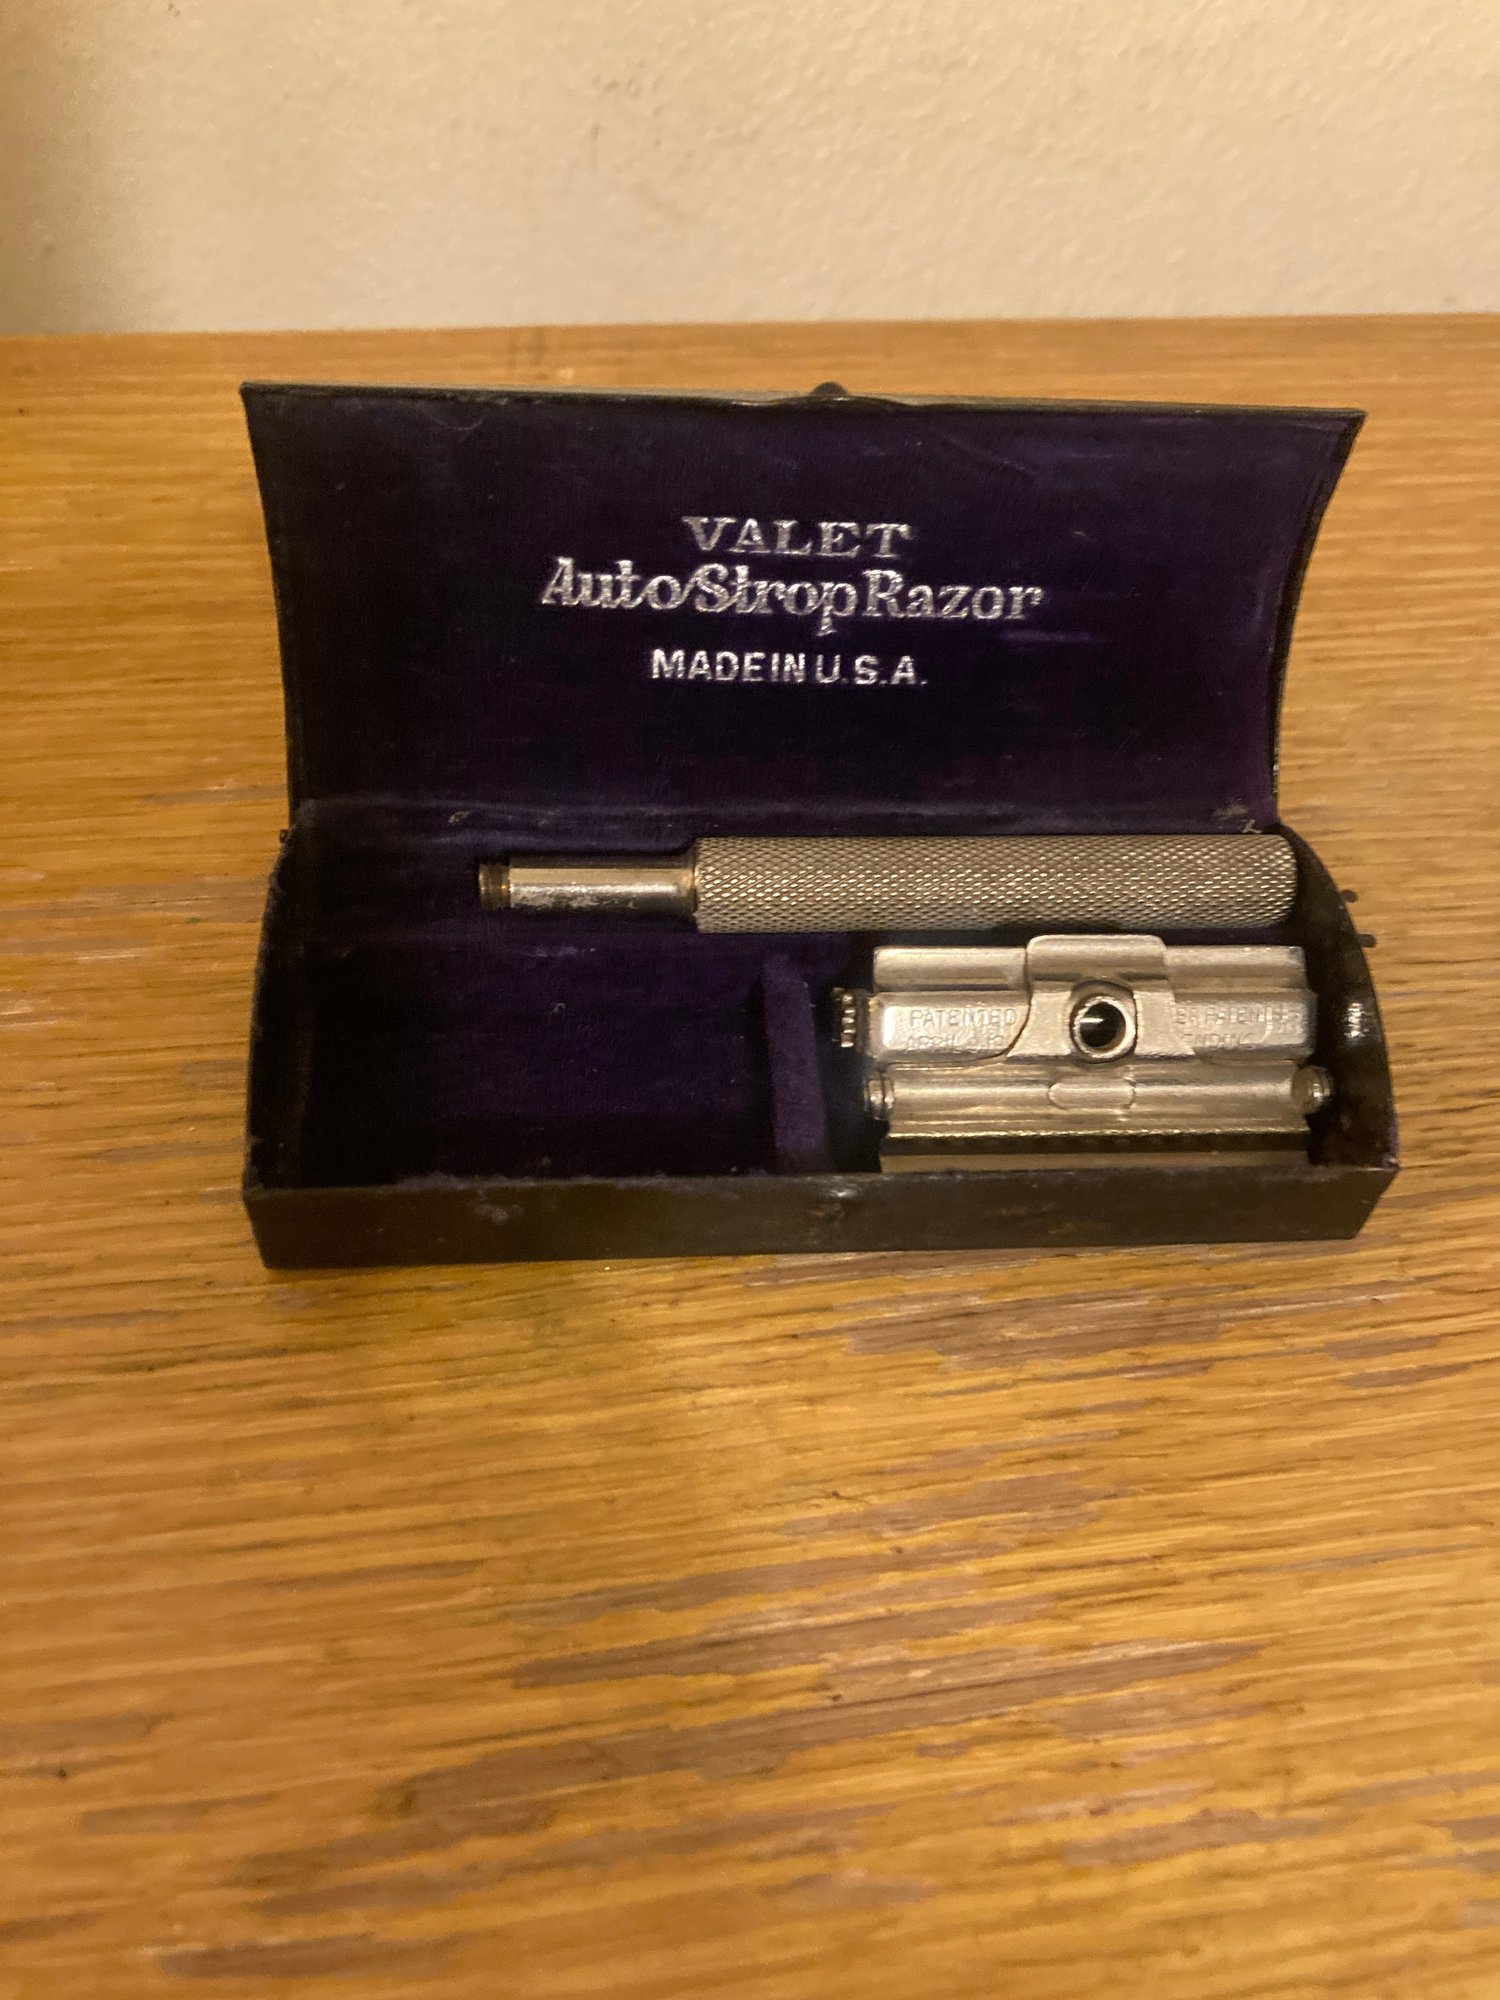 VALET
AutoStrop Razor
MADE IN U.S.A.
PATENTED